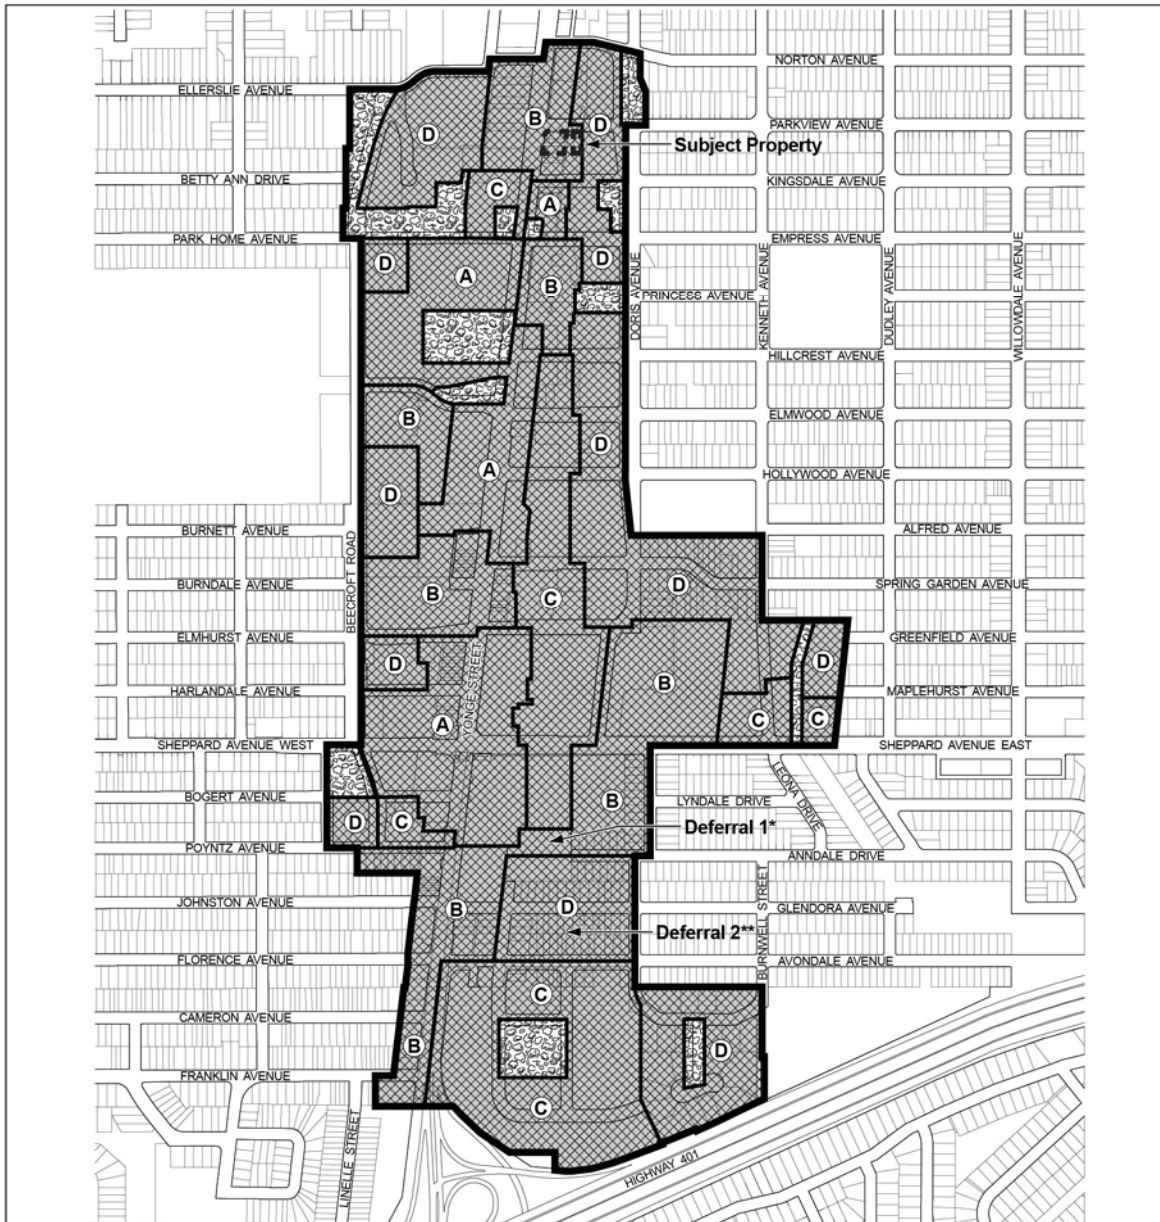 NORTON AVENUE
ELLERSLIE AVENUE
B
D
PARKVIEW AVENUE
D
Subject Property
BETTY ANN DRIVE
KINGSDALE AVENUE
C
A
PARK HOME AVENUE
EMPRESS AVENUE
D
D
A
B
DORIS AVENUE
PRINCESS AVENUE
KENNETH AVENUE
DUDLEY AVENUE
WILLOWDALE AVENUE
HILLCREST AVENUE
B
ELMWOOD AVENUE
D
A
HOLLYWOOD AVENUE
D
BURNETT AVENUE
ALFRED AVENUE
BEECROFT ROAD
BURNDALE AVENUE
D
SPRING GARDEN AVENUE
B
C
ELMHURST AVENUE
GREENFIELD AVENUE
D
D
YONGE STREET
B
HARLANDALE AVENUE
MAPLEHURST AVENUE
A
C
C
SHEPPARD AVENUE WEST
SHEPPARD AVENUE EAST
LEONA DRIVE
BOGERT AVENUE
B
LYNDALE DRIVE
D
C
Deferral 1*
POYNTZ AVENUE
ANNDALE DRIVE
JOHNSTON AVENUE
B
D
BURNWELL STREET
GLENDORA AVENUE
Deferral 2**
FLORENCE AVENUE
AVONDALE AVENUE
C
CAMERON AVENUE
B
D
FRANKLIN AVENUE
C
LINELLE STREET
HIGHWAY 401